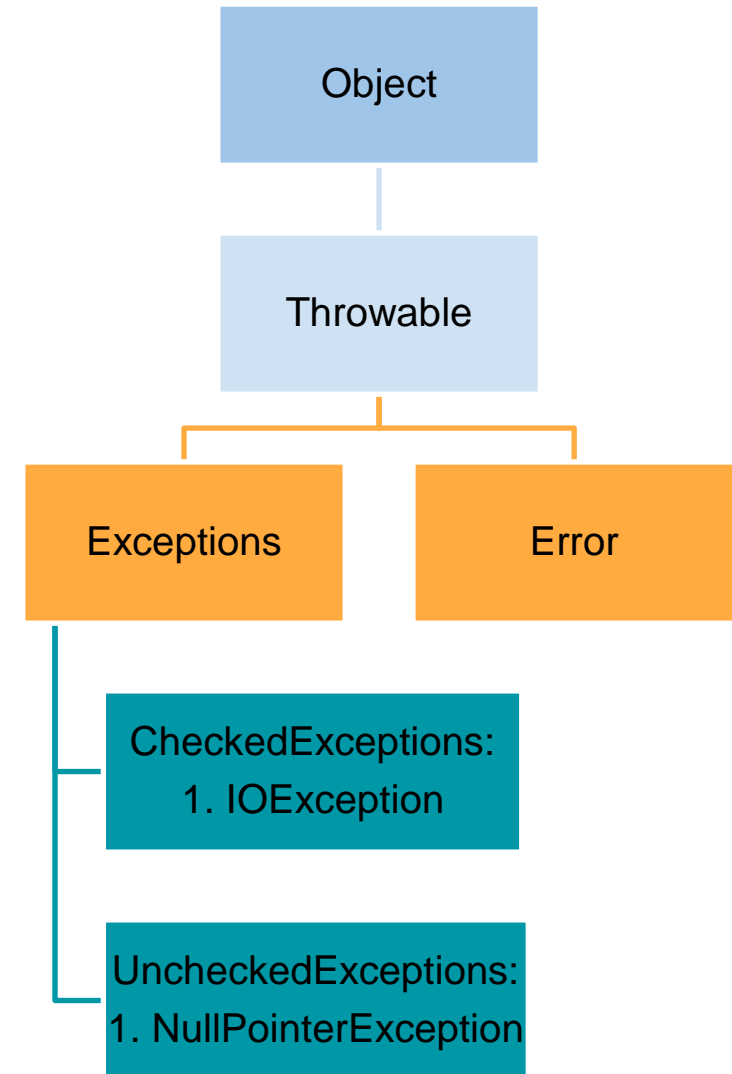 Object
Throwable
Exceptions
Error
CheckedExceptions:
1. IOException
UncheckedExceptions:
1. NullPointerException